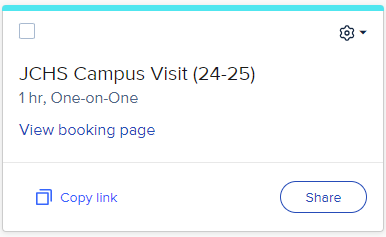 JCHS Campus Visit (24-25)
1 hr, One-on-One
View booking page
Copy link
Share